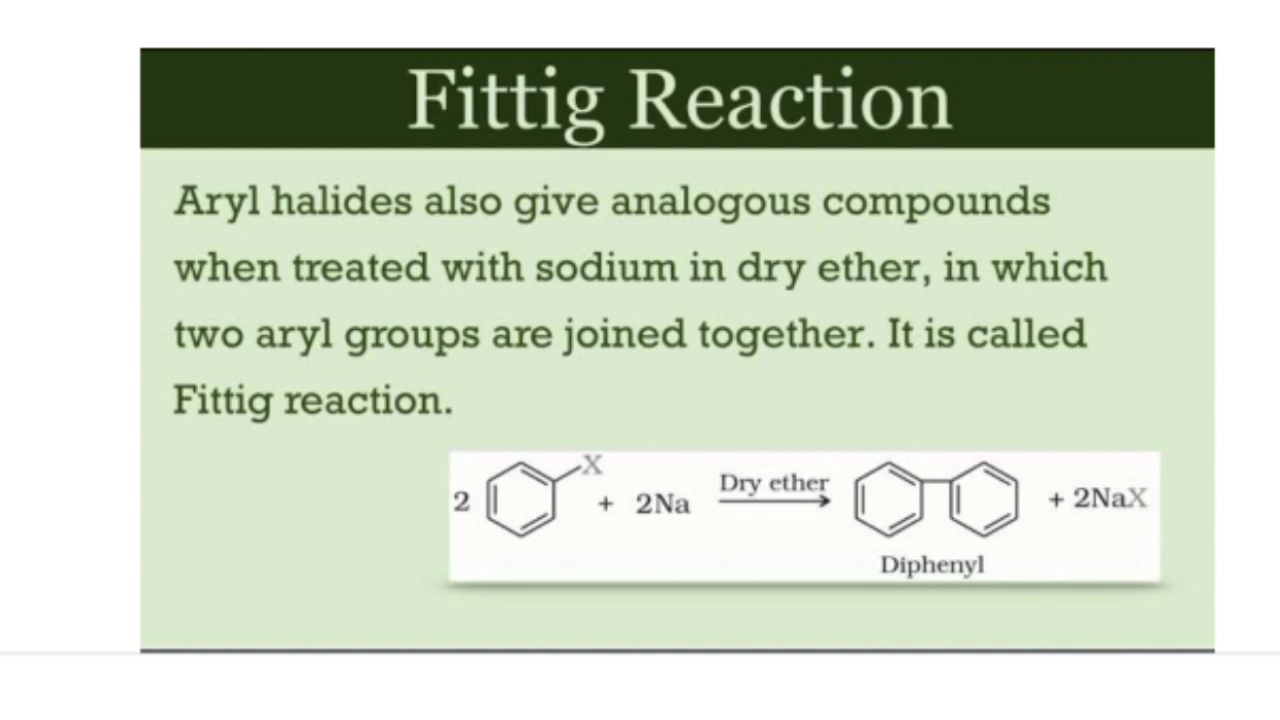 Fittig Reaction
Aryl halides also give analogous compounds
when treated with sodium in dry ether, in which
two aryl groups are joined together. It is called
Fittig reaction.
2 X + 2Na Dry ether + 2NaX
Diphenyl